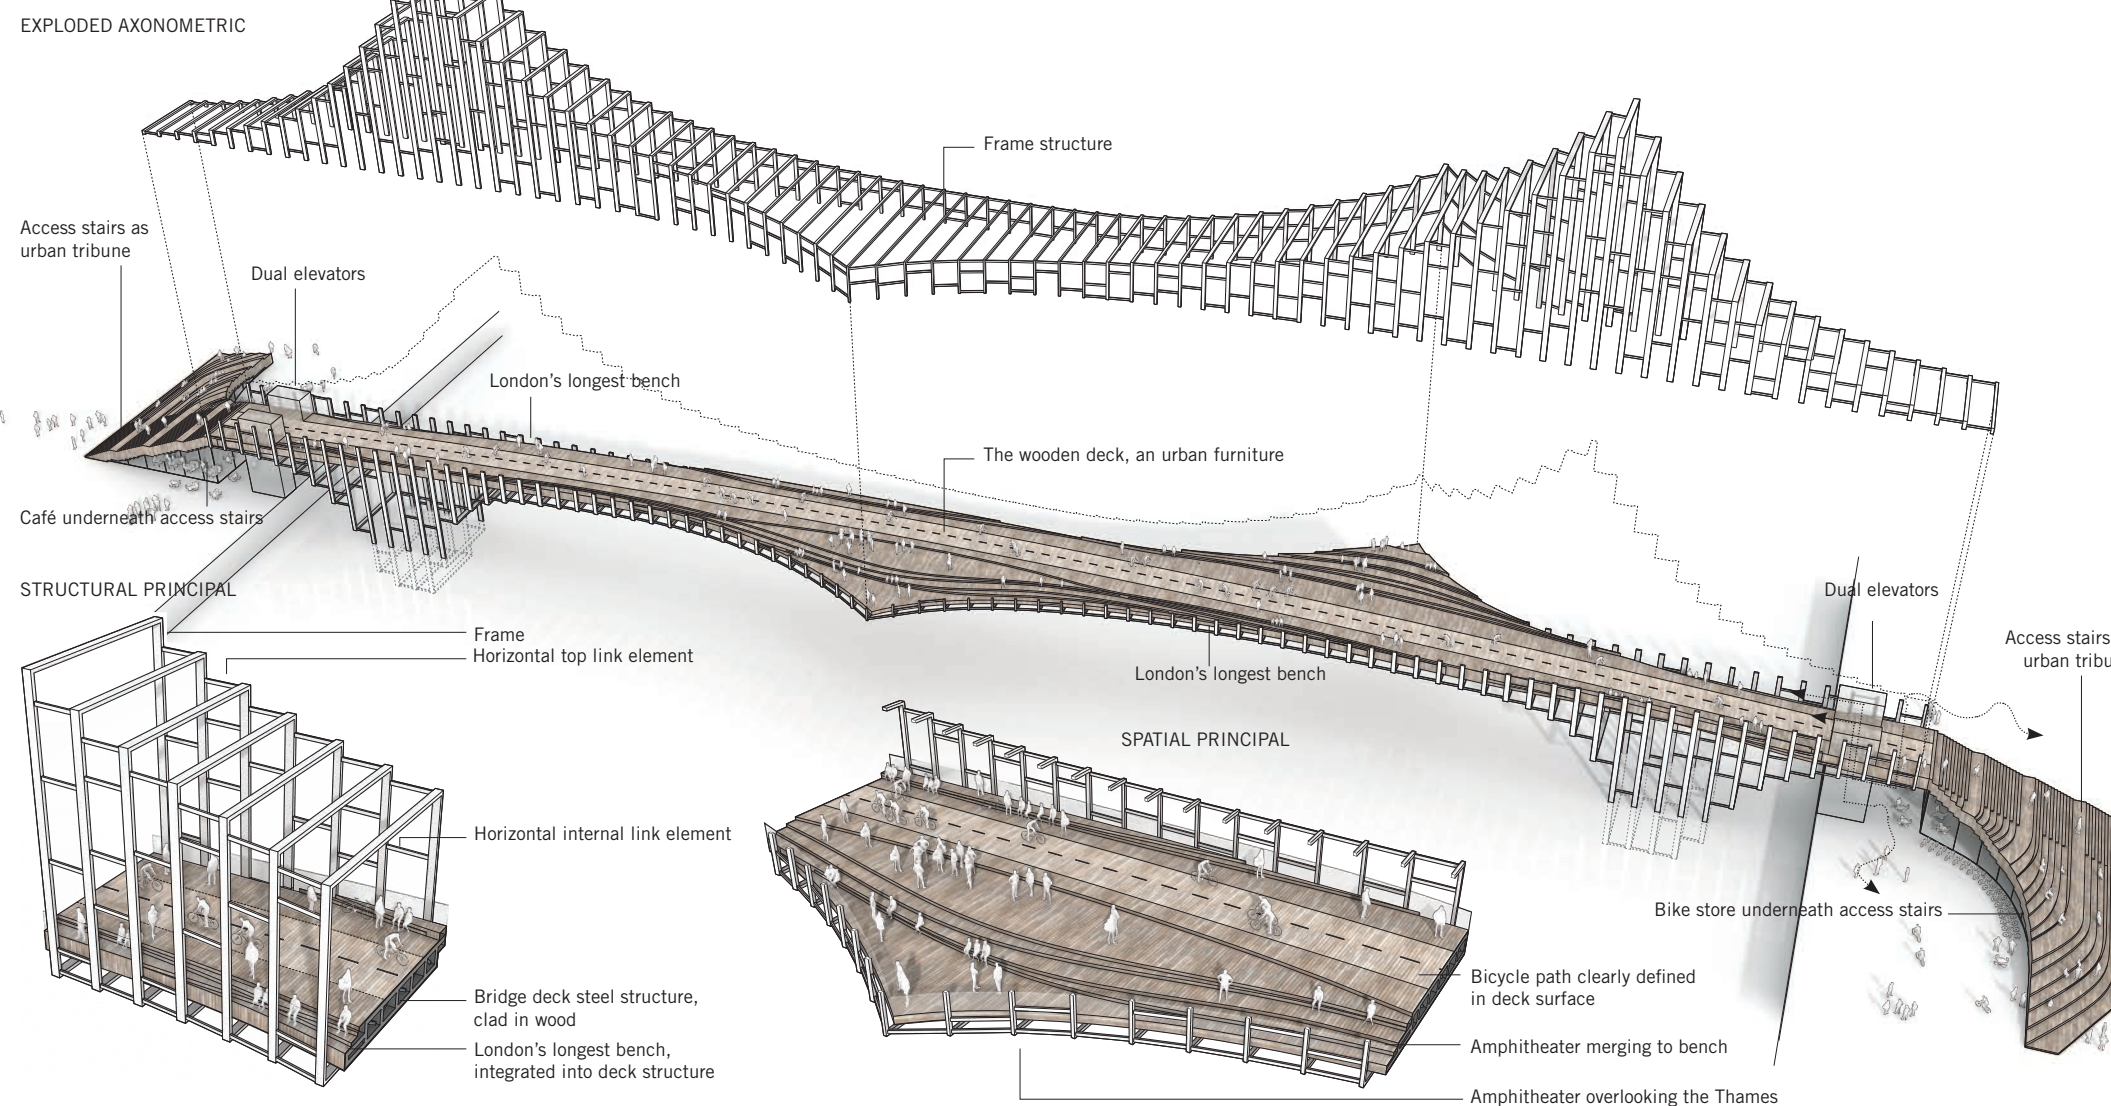 EXPLODED AXONOMETRIC
Frame structure
Access stairs as
urban tribune
Dual elevators
London's longest bench
The wooden deck, an urban furniture
Café underneath access stairs
STRUCTURAL PRINCIPAL
Dual elevators
Frame
Horizontal top link element
Access stairs
urban tribu
London's longest bench
SPATIAL PRINCIPAL
Horizontal internal link element
Bike store underneath access stairs
Bicycle path clearly defined
in deck surface
Bridge deck steel structure,
clad in wood
Amphitheater merging to bench
London's longest bench,
integrated into deck structure
Amphitheater overlooking the Thames